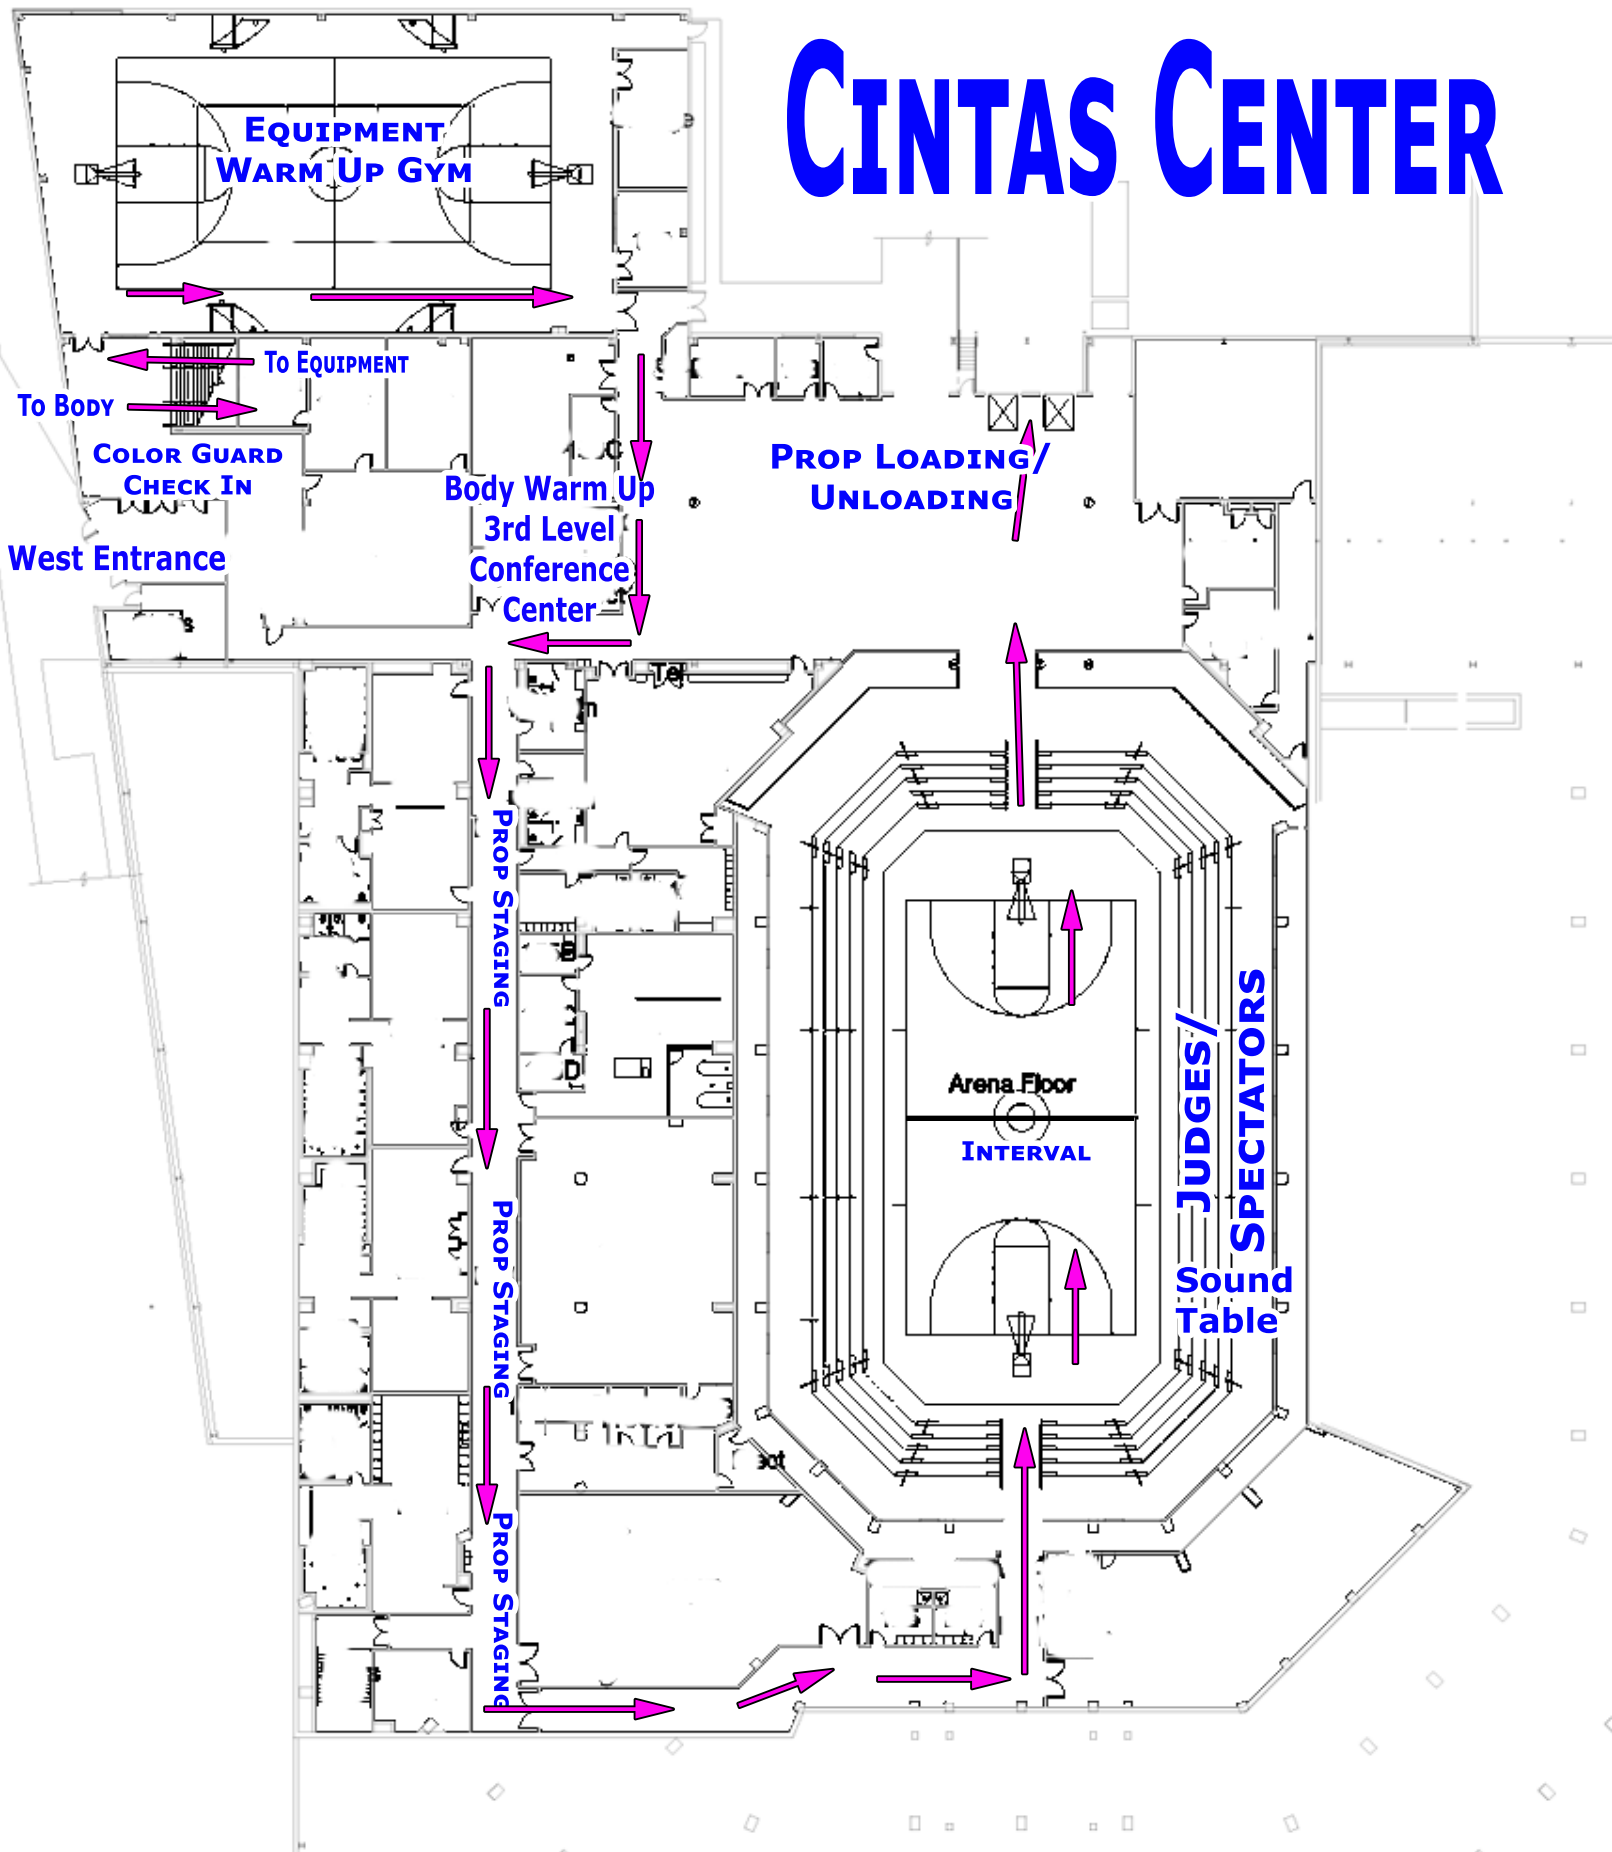 CINTAS CENTER
EQUIPMENT
WARM UP GYM
TO EQUIPMENT
TO BODY
COLOR GUARD
CHECK IN
West Entrance
Body Warm Up
3rd Level
Conference
Center
PROP LOADING/
UNLOADING
PROP STAGING
PROP STAGING
PROP STAGING
Arena Floor
INTERVAL
JUDGES/
SPECTATORS
Sound
Table